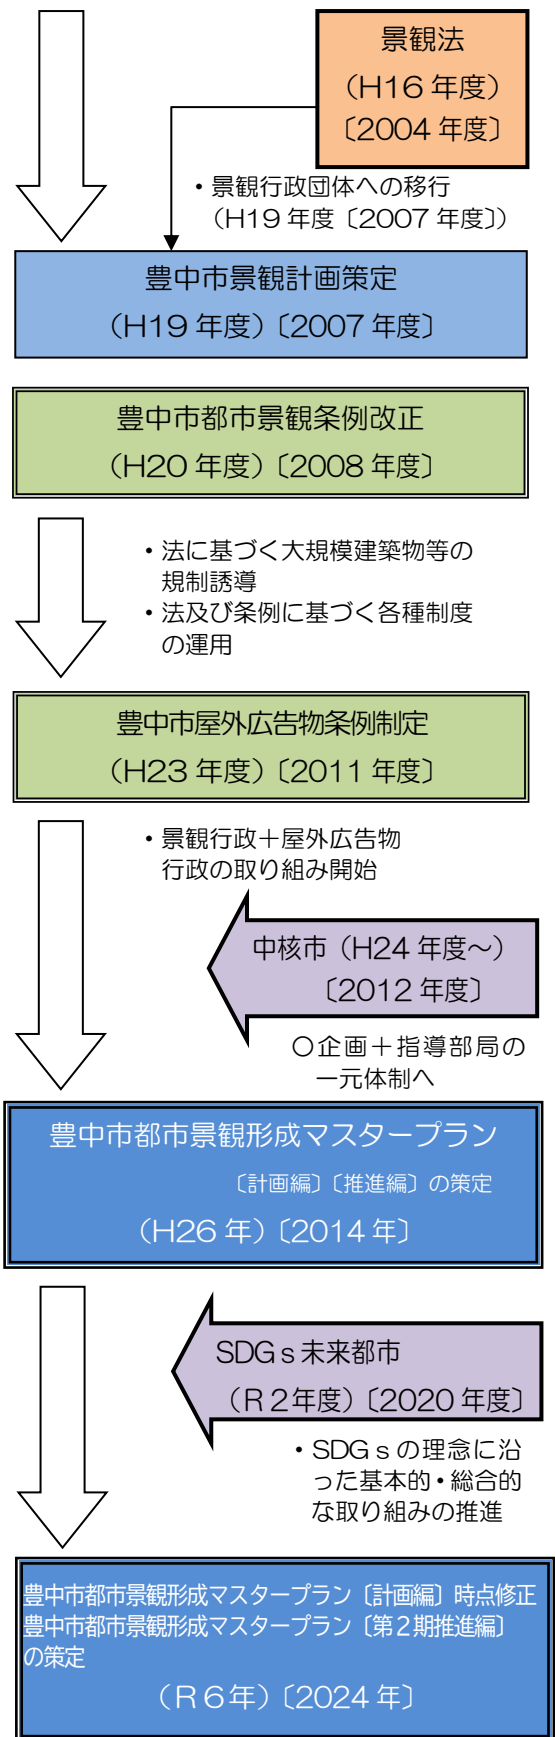 景観法
（H16 年度）
〔2004 年度〕
・景観行政団体への移行
（H19 年度〔2007 年度〕）
豊中市景観計画策定
（H19 年度）〔2007 年度〕
豊中市都市景観条例改正
（H20 年度）〔2008 年度〕
・法に基づく大規模建築物等の
規制誘導
・法及び条例に基づく各種制度
の運用
豊中市屋外広告物条例制定
（H23 年度）〔2011 年度〕
・景観行政＋屋外広告物
行政の取り組み開始
中核市（H24 年度～）
〔2012 年度〕
〇企画＋指導部局の
一元体制へ
豊中市都市景観形成マスタープラン
〔計画編〕〔推進編〕の策定
（H26 年）〔2014 年〕
SDGｓ未来都市
（R２年度）〔2020 年度〕
・SDGｓの理念に沿
った基本的・総合的
な取り組みの推進
豊中市都市景観形成マスタープラン〔計画編〕時点修正
豊中市都市景観形成マスタープラン〔第２期推進編〕
の策定
（R６年）〔2024 年〕